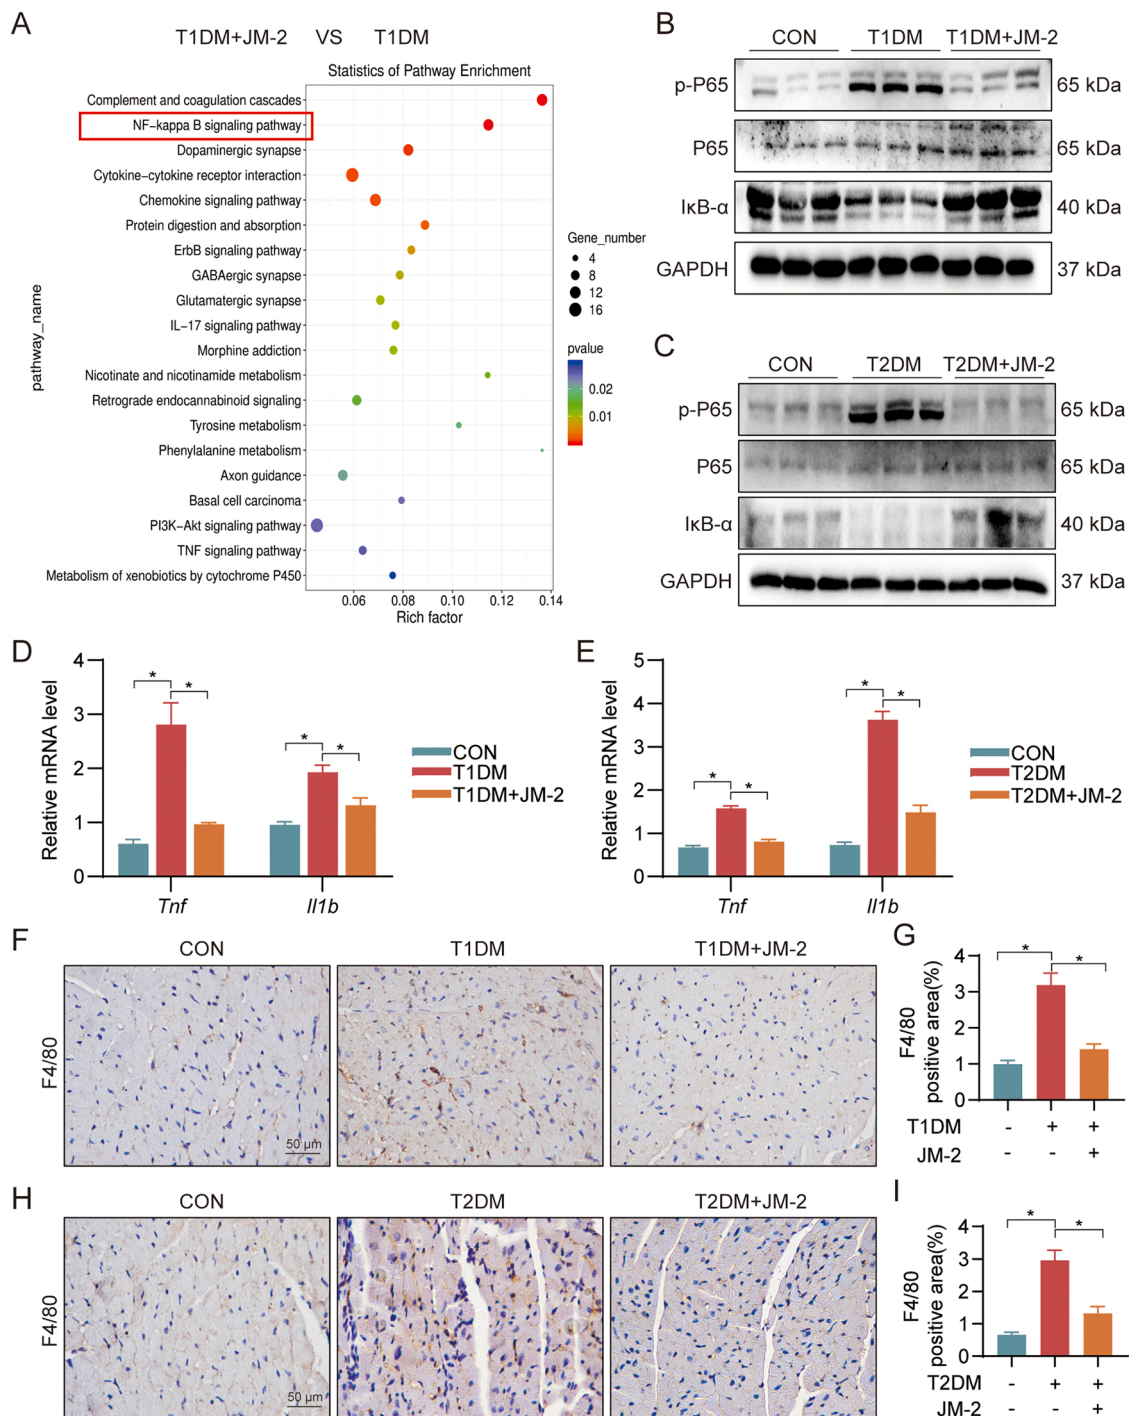 A
T1DM+JM-2 VS T1DM
Statistics of Pathway Enrichment
pathway_name
Complement and coagulation cascades
NF-kappa B signaling pathway
Dopaminergic synapse
Cytokine-cytokine receptor interaction
Chemokine signaling pathway
Protein digestion and absorption
ErbB signaling pathway
GABAergic synapse
Glutamatergic synapse
IL-17 signaling pathway
Morphine addiction
Nicotinate and nicotinamide metabolism
Retrograde endocannabinoid signaling
Tyrosine metabolism
Phenylalanine metabolism
Axon guidance
Basal cell carcinoma
PI3K-Akt signaling pathway
TNF signaling pathway
Metabolism of xenobiotics by cytochrome P450
0.06 0.08 0.10 0.12 0.14
Rich factor
Gene_number
4
8
12
16
pvalue
0.02
0.01
B
CON T1DM T1DM+JM-2
p-P65 65 kDa
P65 65 kDa
IκB-α 40 kDa
GAPDH 37 kDa
C
CON T2DM T2DM+JM-2
p-P65 65 kDa
P65 65 kDa
IκB-α 40 kDa
GAPDH 37 kDa
D
Relative mRNA level
4
3
2
1
0
* *
* *
Tnf Il1b
CON
T1DM
T1DM+JM-2
E
Relative mRNA level
5
4
3
2
1
0
* *
* *
Tnf Il1b
CON
T2DM
T2DM+JM-2
F
CON T1DM T1DM+JM-2
F4/80
50 μm
G
F4/80
positive area(%)
4
3
2
1
0
* *
T1DM - + +
JM-2 - - +
H
CON T2DM T2DM+JM-2
F4/80
50 μm
I
F4/80
positive area(%)
4
3
2
1
0
* *
T2DM - + +
JM-2 - - +